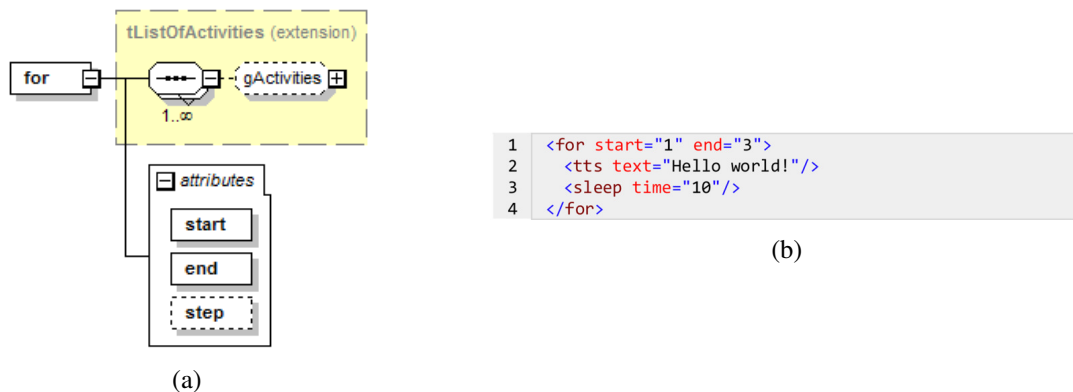 tListOfActivities (extension)
for
gActivities
1..∞
attributes
start
end
step
(a)
1 <for start="1" end="3">
2 <tts text="Hello world!"/>
3 <sleep time="10"/>
4 </for>
(b)